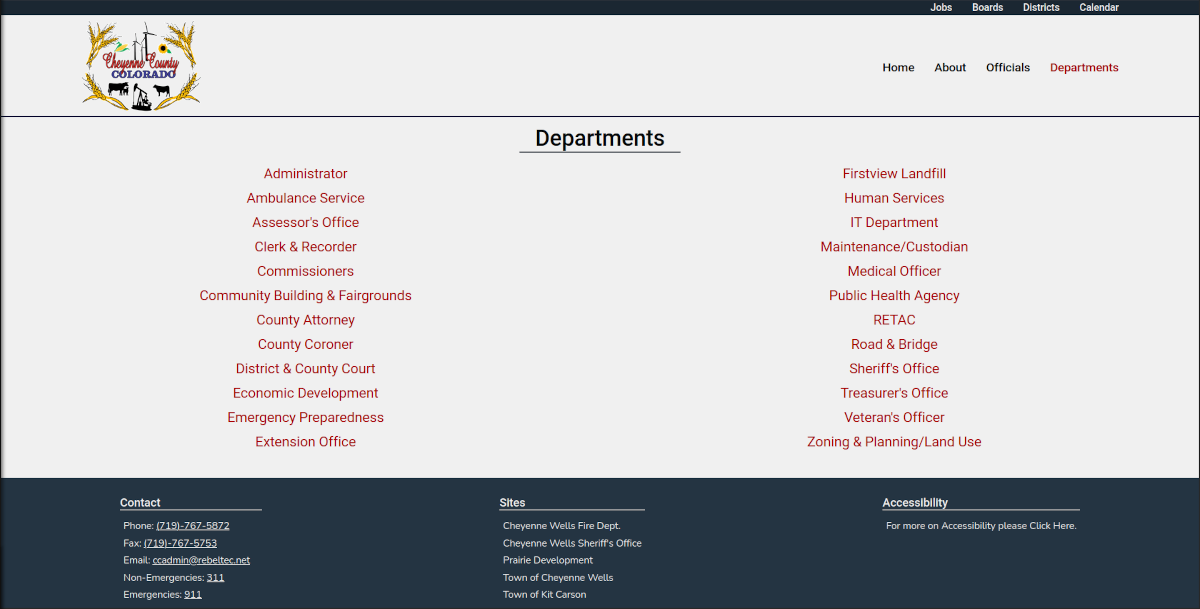 Jobs Boards Districts Calendar
Cheyenne County
COLORADO
Home About Officials Departments
Departments
Administrator
Ambulance Service
Assessor's Office
Clerk & Recorder
Commissioners
Community Building & Fairgrounds
County Attorney
County Coroner
District & County Court
Economic Development
Emergency Preparedness
Extension Office
Firstview Landfill
Human Services
IT Department
Maintenance/Custodian
Medical Officer
Public Health Agency
RETAC
Road & Bridge
Sheriff's Office
Treasurer's Office
Veteran's Officer
Zoning & Planning/Land Use
Contact
Phone: (719)-767-5872
Fax: (719)-767-5753
Email: ccadmin@rebeltec.net
Non-Emergencies: 311
Emergencies: 911
Sites
Cheyenne Wells Fire Dept.
Cheyenne Wells Sheriff's Office
Prairie Development
Town of Cheyenne Wells
Town of Kit Carson
Accessibility
For more on Accessibility please Click Here.